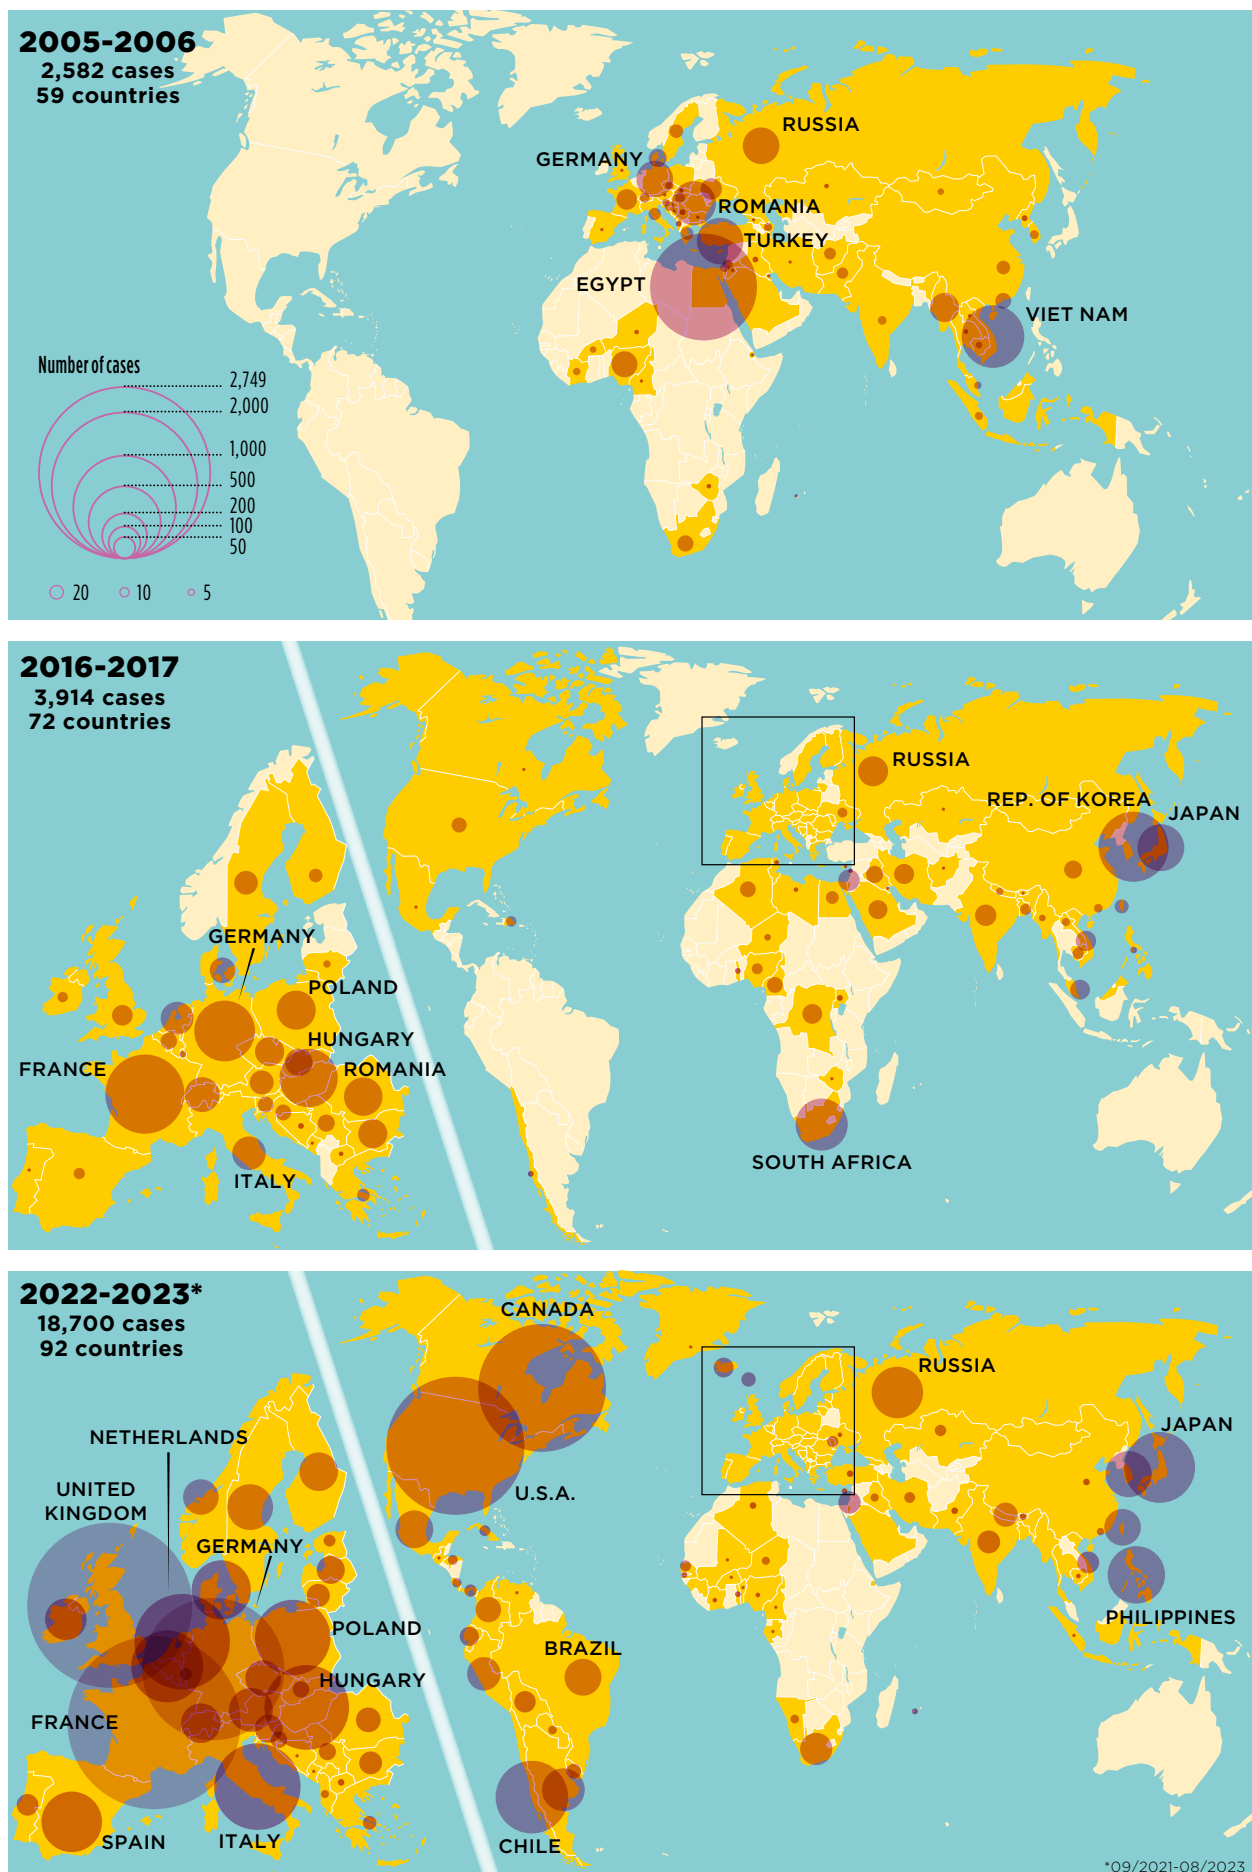 2005-2006
2,582 cases
59 countries
RUSSIA
GERMANY
ROMANIA
TURKEY
EGYPT
VIET NAM
Number of cases
2,749
2,000
1,000
500
200
100
50
20
10
5
2016-2017
3,914 cases
72 countries
RUSSIA
REP. OF KOREA
JAPAN
GERMANY
POLAND
HUNGARY
FRANCE
ROMANIA
ITALY
SOUTH AFRICA
2022-2023*
18,700 cases
92 countries
CANADA
RUSSIA
JAPAN
NETHERLANDS
UNITED
KINGDOM
U.S.A.
GERMANY
PHILIPPINES
POLAND
BRAZIL
HUNGARY
FRANCE
SPAIN
ITALY
CHILE
*09/2021-08/2023